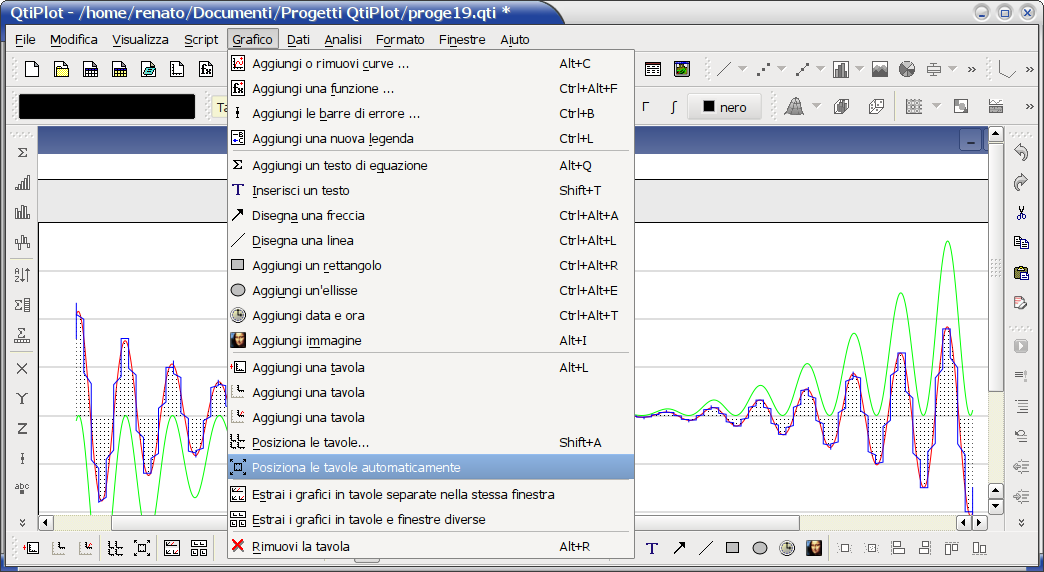 QtiPlot - /home/renato/Documenti/Progetti QtiPlot/proge19.qti *
File Modifica Visualizza Script Grafico Dati Analisi Formato Finestre Aiuto
Aggiungi o rimuovi curve ... Alt+C
Aggiungi una funzione ... Ctrl+Alt+F
Aggiungi le barre di errore ... Ctrl+B
Aggiungi una nuova legenda Ctrl+L
Aggiungi un testo di equazione Alt+Q
Inserisci un testo Shift+T
Disegna una freccia Ctrl+Alt+A
Disegna una linea Ctrl+Alt+L
Aggiungi un rettangolo Ctrl+Alt+R
Aggiungi un'ellisse Ctrl+Alt+E
Aggiungi data e ora Ctrl+Alt+T
Aggiungi immagine Alt+I
Aggiungi una tavola Alt+L
Aggiungi una tavola
Aggiungi una tavola
Posiziona le tavole... Shift+A
Posiziona le tavole automaticamente
Estrai i grafici in tavole separate nella stessa finestra
Estrai i grafici in tavole e finestre diverse
Rimuovi la tavola Alt+R
Ta
Γ ∫ nero
Σ
X
Y
Z
abc
T